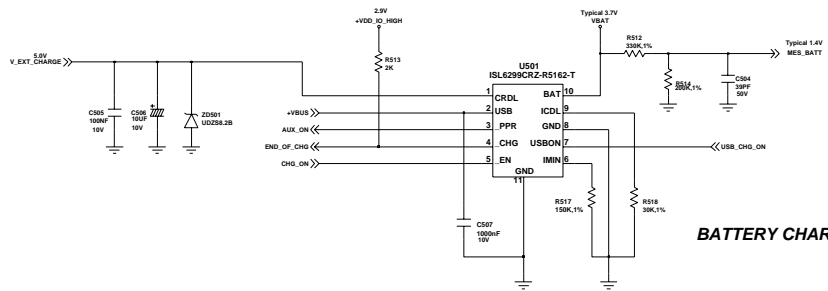 2.9V
+VDD_IO_HIGH
Typical 3.7V
VBAT
5.0V
V_EXT_CHARGE
R513
2K
U501
ISL6299CRZ-R5162-T
R512
330K,1%
Typical 1.4V
MES_BATT
R514
200K,1%
C504
39PF
50V
C505
100NF
10V
C506
10UF
10V
ZD501
UDZS8.2B
+VBUS
AUX_ON
END_OF_CHG
CHG_ON
1 CRDL BAT 10
2 USB ICDL 9
3 _PPR GND 8
4 _CHG USBON 7
5 _EN IMIN 6
GND
11
USB_CHG_ON
R517
150K,1%
R518
30K,1%
C507
1000nF
10V
BATTERY CHAR